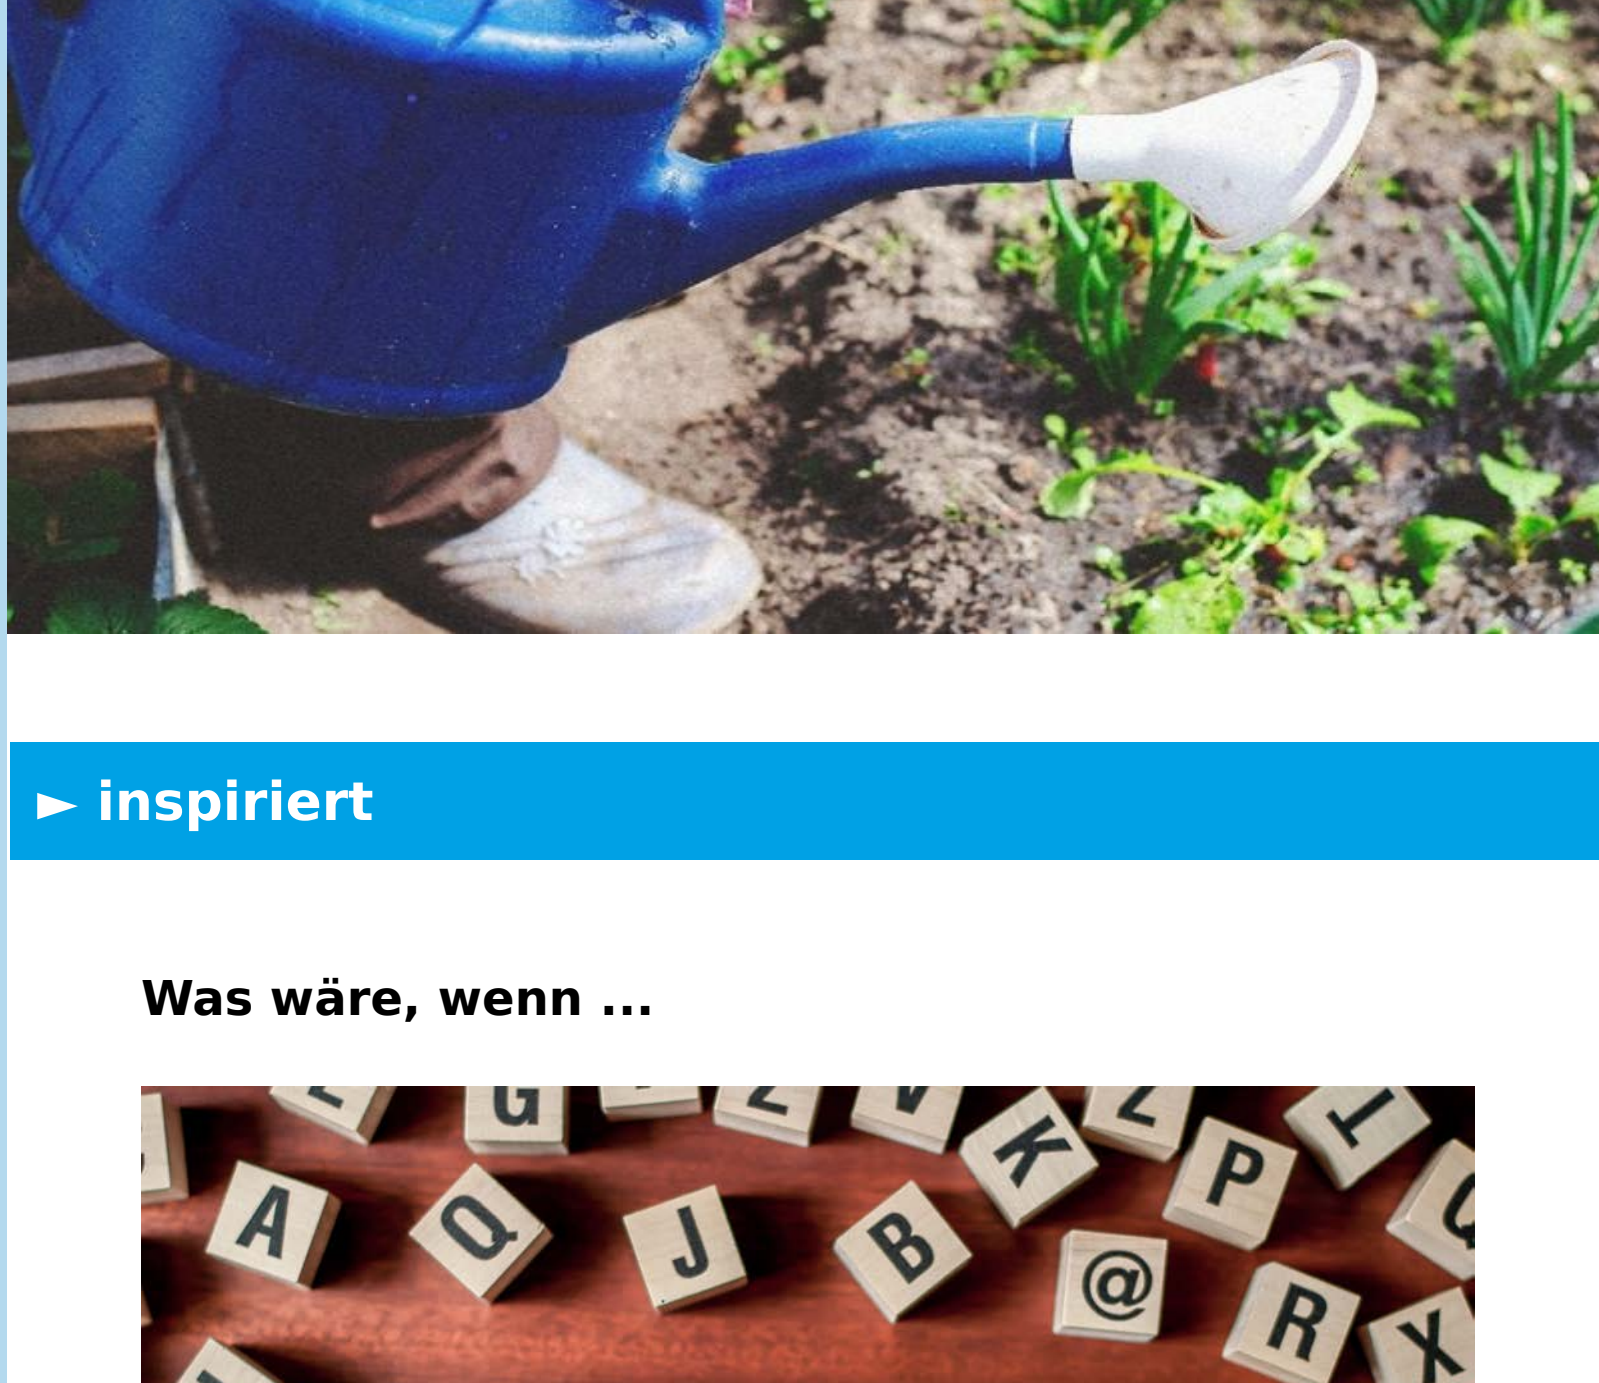 ► inspiriert
Was wäre, wenn ...
G Z V K Z P I Q
A Q J B @ R X